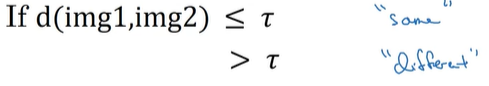 If d(img1,img2) ≤ τ "same"
> τ "different"